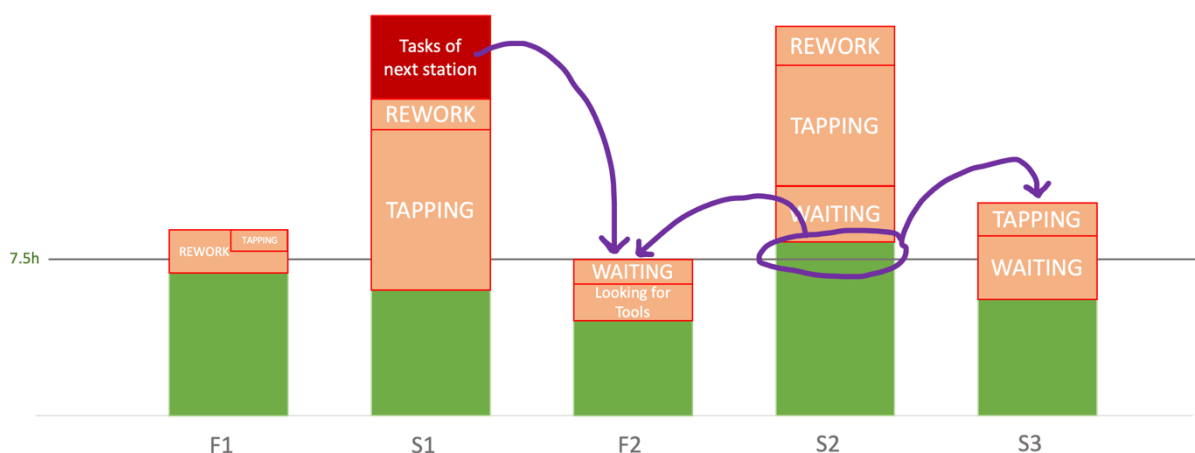 Tasks of
next station
REWORK
TAPPING
REWORK
TAPPING
WAITING
REWORK
TAPPING
TAPPING
WAITING
7.5h
WAITING
Looking for
Tools
F1
S1
F2
S2
S3